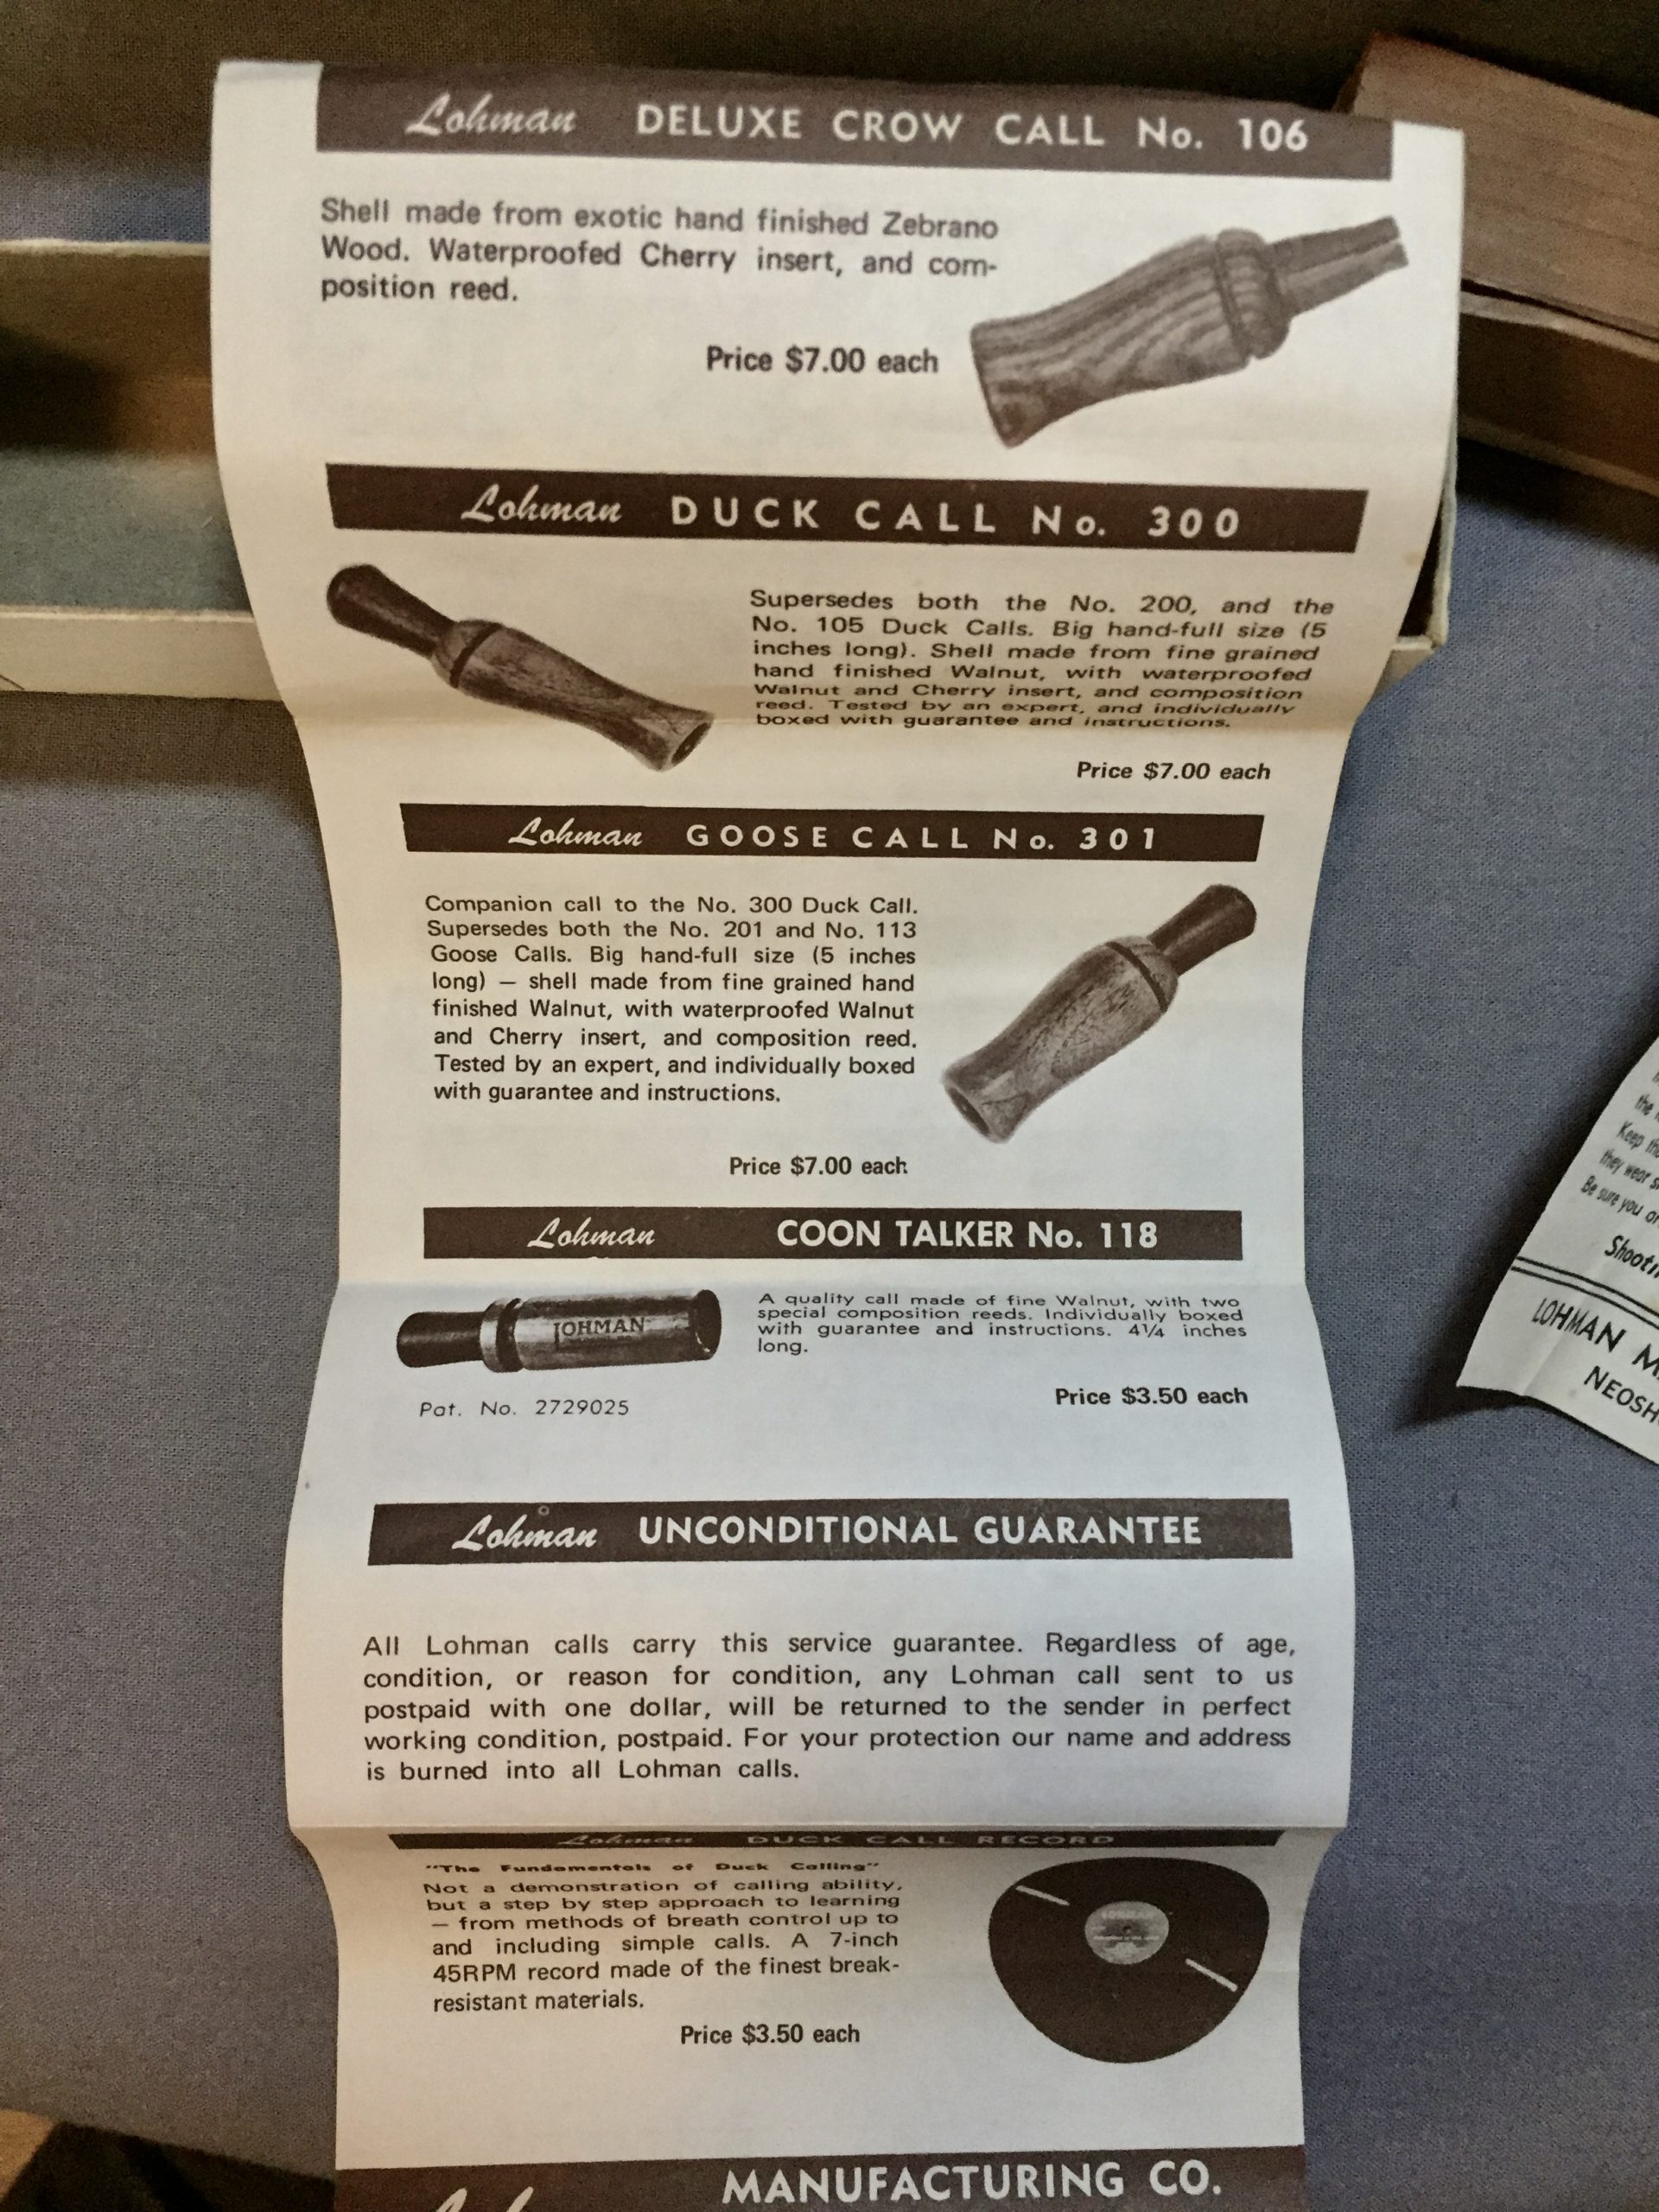 Lohman DELUXE CROW CALL No. 106
Shell made from exotic hand finished Zebrano
Wood. Waterproofed Cherry insert, and com-
position reed.
Price $7.00 each
Lohman DUCK CALL No. 300
Supersedes both the No. 200, and the
No. 105 Duck Calls. Big hand-full size (5
inches long). Shell made from fine grained
hand finished Walnut, with waterproofed
Walnut and Cherry insert, and composition
reed. Tested by an expert, and individually
boxed with guarantee and instructions.
Price $7.00 each
Lohman GOOSE CALL No. 301
Companion call to the No. 300 Duck Call.
Supersedes both the No. 201 and No. 113
Goose Calls. Big hand-full size (5 inches
long) — shell made from fine grained hand
finished Walnut, with waterproofed Walnut
and Cherry insert, and composition reed.
Tested by an expert, and individually boxed
with guarantee and instructions.
Price $7.00 each
Lohman COON TALKER No. 118
LOHMAN
A quality call made of fine Walnut, with two
special composition reeds. Individually boxed
with guarantee and instructions. 4¼ inches
long.
Price $3.50 each
Pat. No. 2729025
Lohman UNCONDITIONAL GUARANTEE
All Lohman calls carry this service guarantee. Regardless of age,
condition, or reason for condition, any Lohman call sent to us
postpaid with one dollar, will be returned to the sender in perfect
working condition, postpaid. For your protection our name and address
is burned into all Lohman calls.
Lohman DUCK CALL RECORD
"The Fundamentals of Duck Calling"
Not a demonstration of calling ability,
but a step by step approach to learning
— from methods of breath control up to
and including simple calls. A 7-inch
45RPM record made of the finest break-
resistant materials.
Price $3.50 each
MANUFACTURING CO.
the
Keep
they wear
Be sure you
LOHMAN